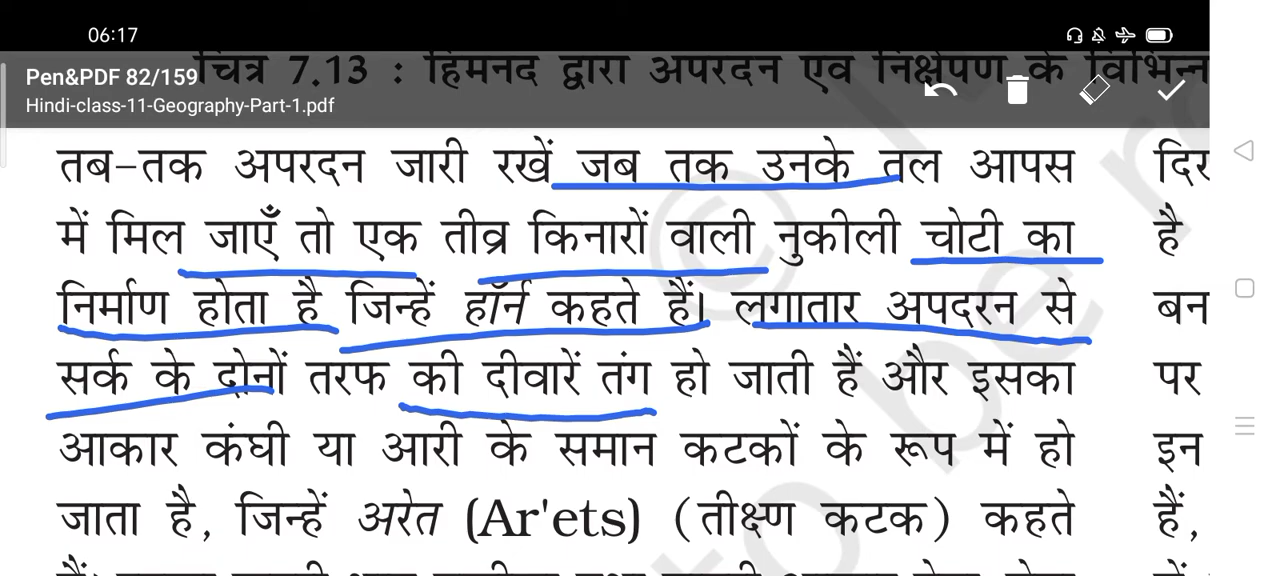 06:17
चित्र 7.13 : हिमनद द्वारा अपरदन एव निक्षेपण के विभिन्न
Pen&PDF 82/159
Hindi-class-11-Geography-Part-1.pdf
तब-तक अपरदन जारी रखें जब तक उनके तल आपस
में मिल जाएँ तो एक तीव्र किनारों वाली नुकीली चोटी का
निर्माण होता है जिन्हें हॉर्न कहते हैं। लगातार अपदरन से
सर्क के दोनों तरफ की दीवारें तंग हो जाती हैं और इसका
आकार कंघी या आरी के समान कटकों के रूप में हो
जाता है, जिन्हें अरेत (Ar'ets) (तीक्ष्ण कटक) कहते
दिर
है
बन
पर
इन
हैं,